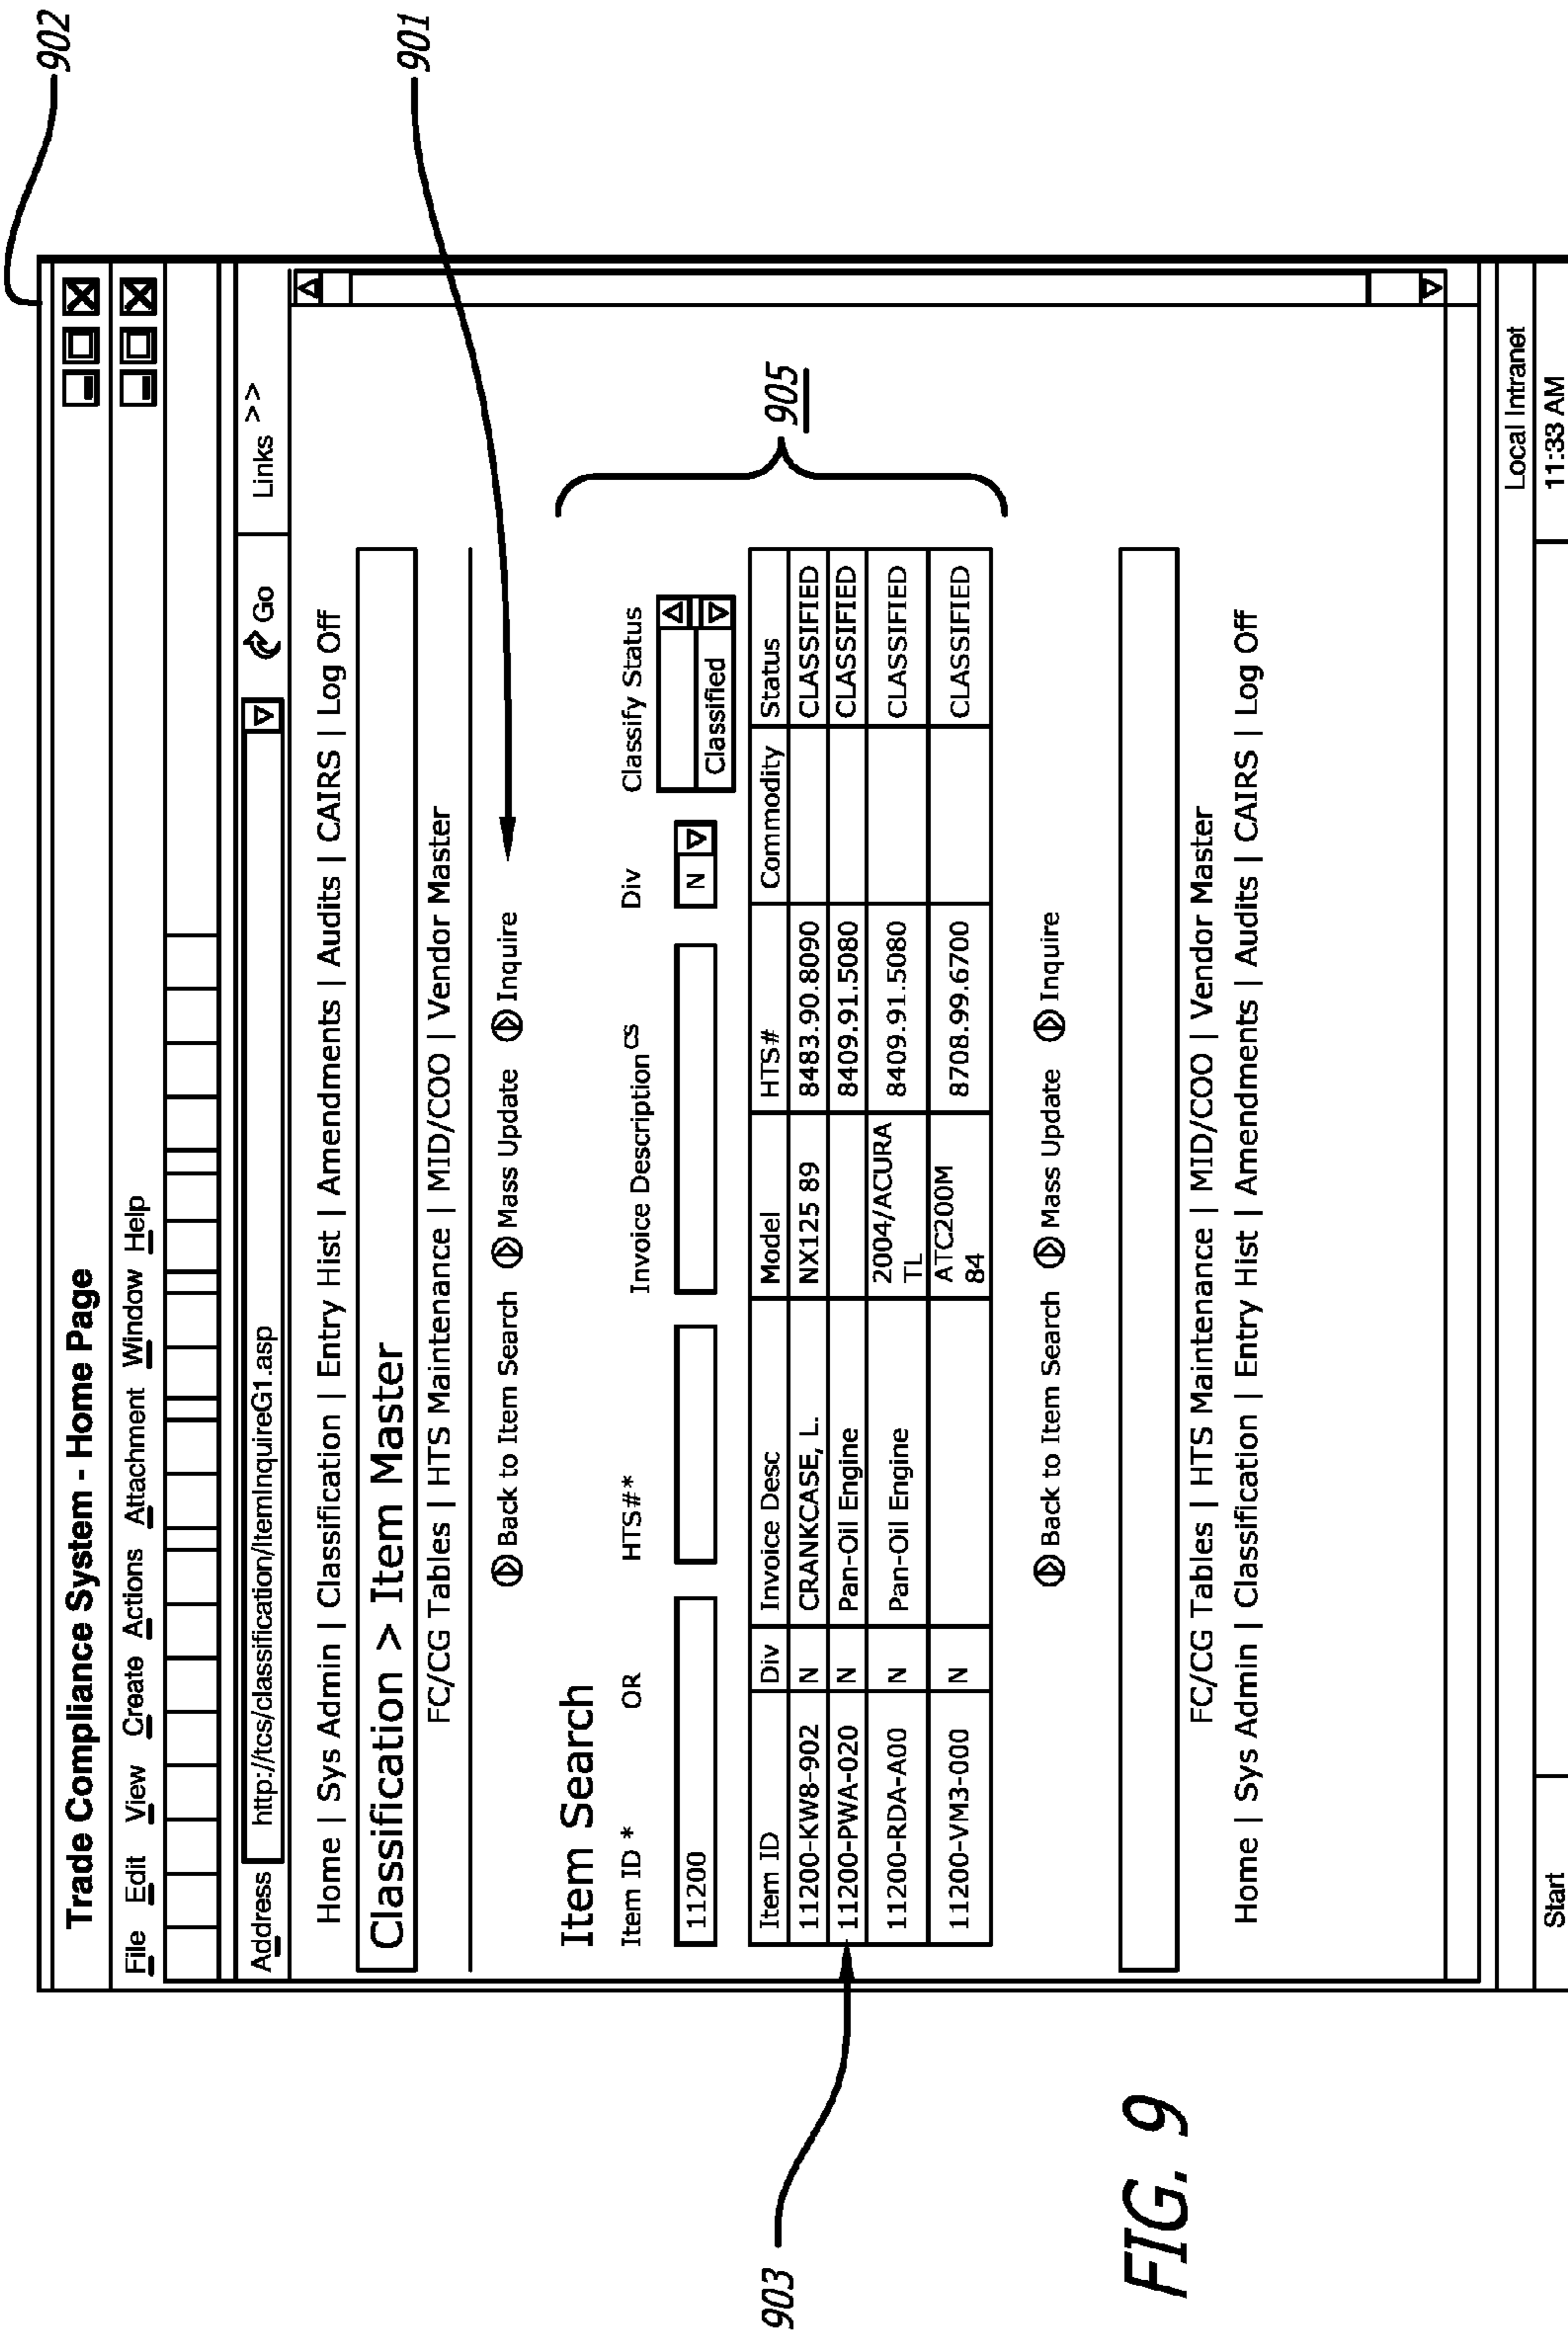 902
901
Trade Compliance System - Home Page
File Edit View Create Actions Attachment Window Help
Address http://tcs/classification/ItemInquireG1.asp Go Links >>
Home | Sys Admin | Classification | Entry Hist | Amendments | Audits | CAIRS | Log Off
Classification > Item Master
FC/CG Tables | HTS Maintenance | MID/COO | Vendor Master
Back to Item Search Mass Update Inquire
Item Search
Item ID * OR HTS#* Invoice Description CS Div Classify Status
11200 N Classified
905
Item ID Div Invoice Desc Model HTS# Commodity Status
11200-KW8-902 N CRANKCASE, L. NX125 89 8483.90.8090 CLASSIFIED
903
11200-PWA-020 N Pan-Oil Engine 8409.91.5080 CLASSIFIED
11200-RDA-A00 N Pan-Oil Engine 2004/ACURA TL 8409.91.5080 CLASSIFIED
11200-VM3-000 N ATC200M 84 8708.99.6700 CLASSIFIED
Back to Item Search Mass Update Inquire
FC/CG Tables | HTS Maintenance | MID/COO | Vendor Master
Home | Sys Admin | Classification | Entry Hist | Amendments | Audits | CAIRS | Log Off
Local Intranet
Start 11:33 AM
FIG. 9